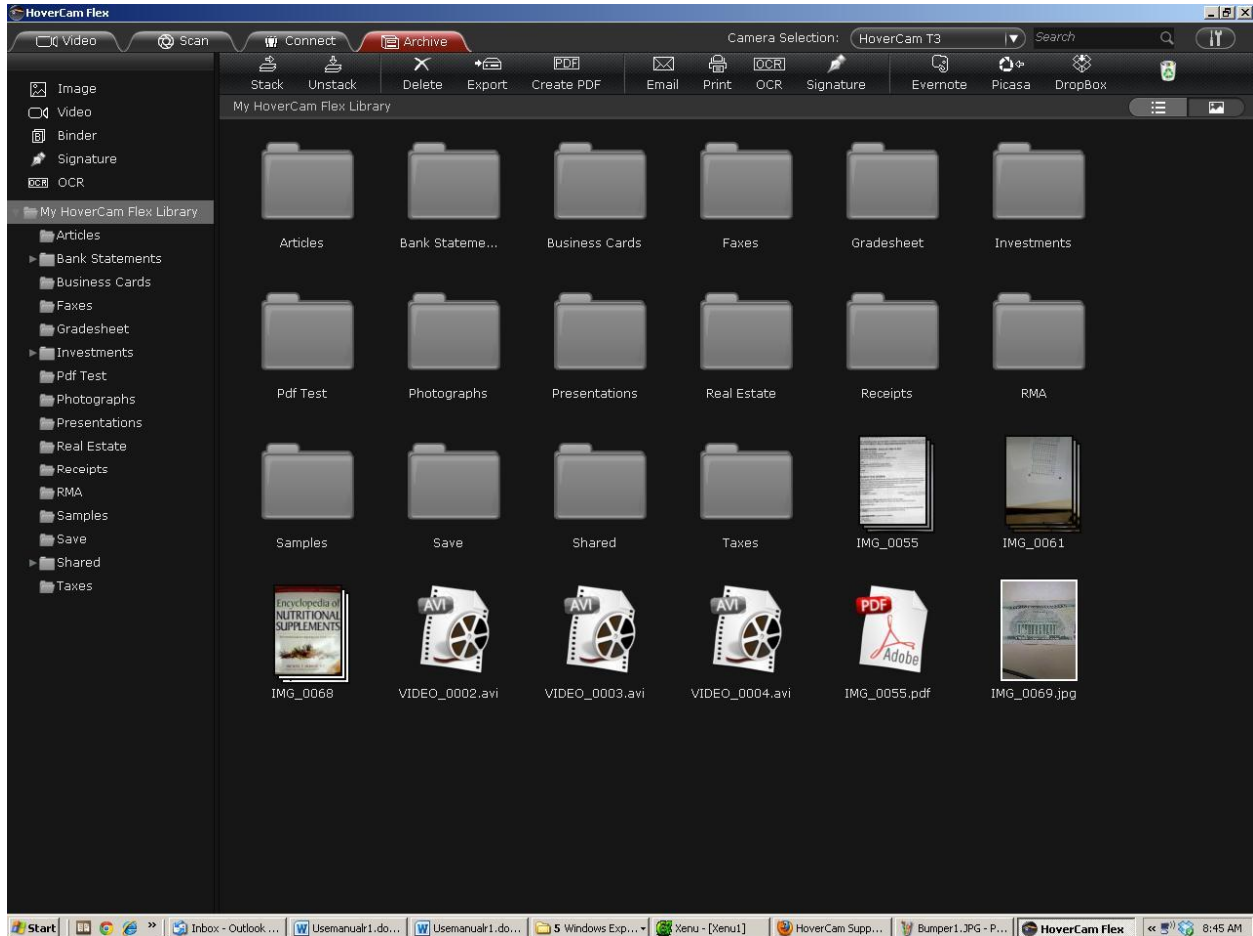 HoverCam Flex
Video Scan Connect Archive Camera Selection: HoverCam T3 Search
Stack Unstack Delete Export PDF Create PDF Email Print OCR OCR Signature Evernote Picasa DropBox
My HoverCam Flex Library
Image
Video
Binder
Signature
OCR OCR
My HoverCam Flex Library
Articles
Bank Statements
Business Cards
Faxes
Gradesheet
Investments
Pdf Test
Photographs
Presentations
Real Estate
Receipts
RMA
Samples
Save
Shared
Taxes
Articles Bank Stateme... Business Cards Faxes Gradesheet Investments
Pdf Test Photographs Presentations Real Estate Receipts RMA
Samples Save Shared Taxes IMG_0055 IMG_0061
Encyclopedia of
NUTRITIONAL
SUPPLEMENTS
AVI AVI AVI PDF Adobe
IMG_0068 VIDEO_0002.avi VIDEO_0003.avi VIDEO_0004.avi IMG_0055.pdf IMG_0069.jpg
Start Inbox - Outlook ... Usemanualr1.do... Usemanualr1.do... 5 Windows Exp... Xenu - [Xenu1] HoverCam Supp... Bumper1.JPG - P... HoverCam Flex 8:45 AM